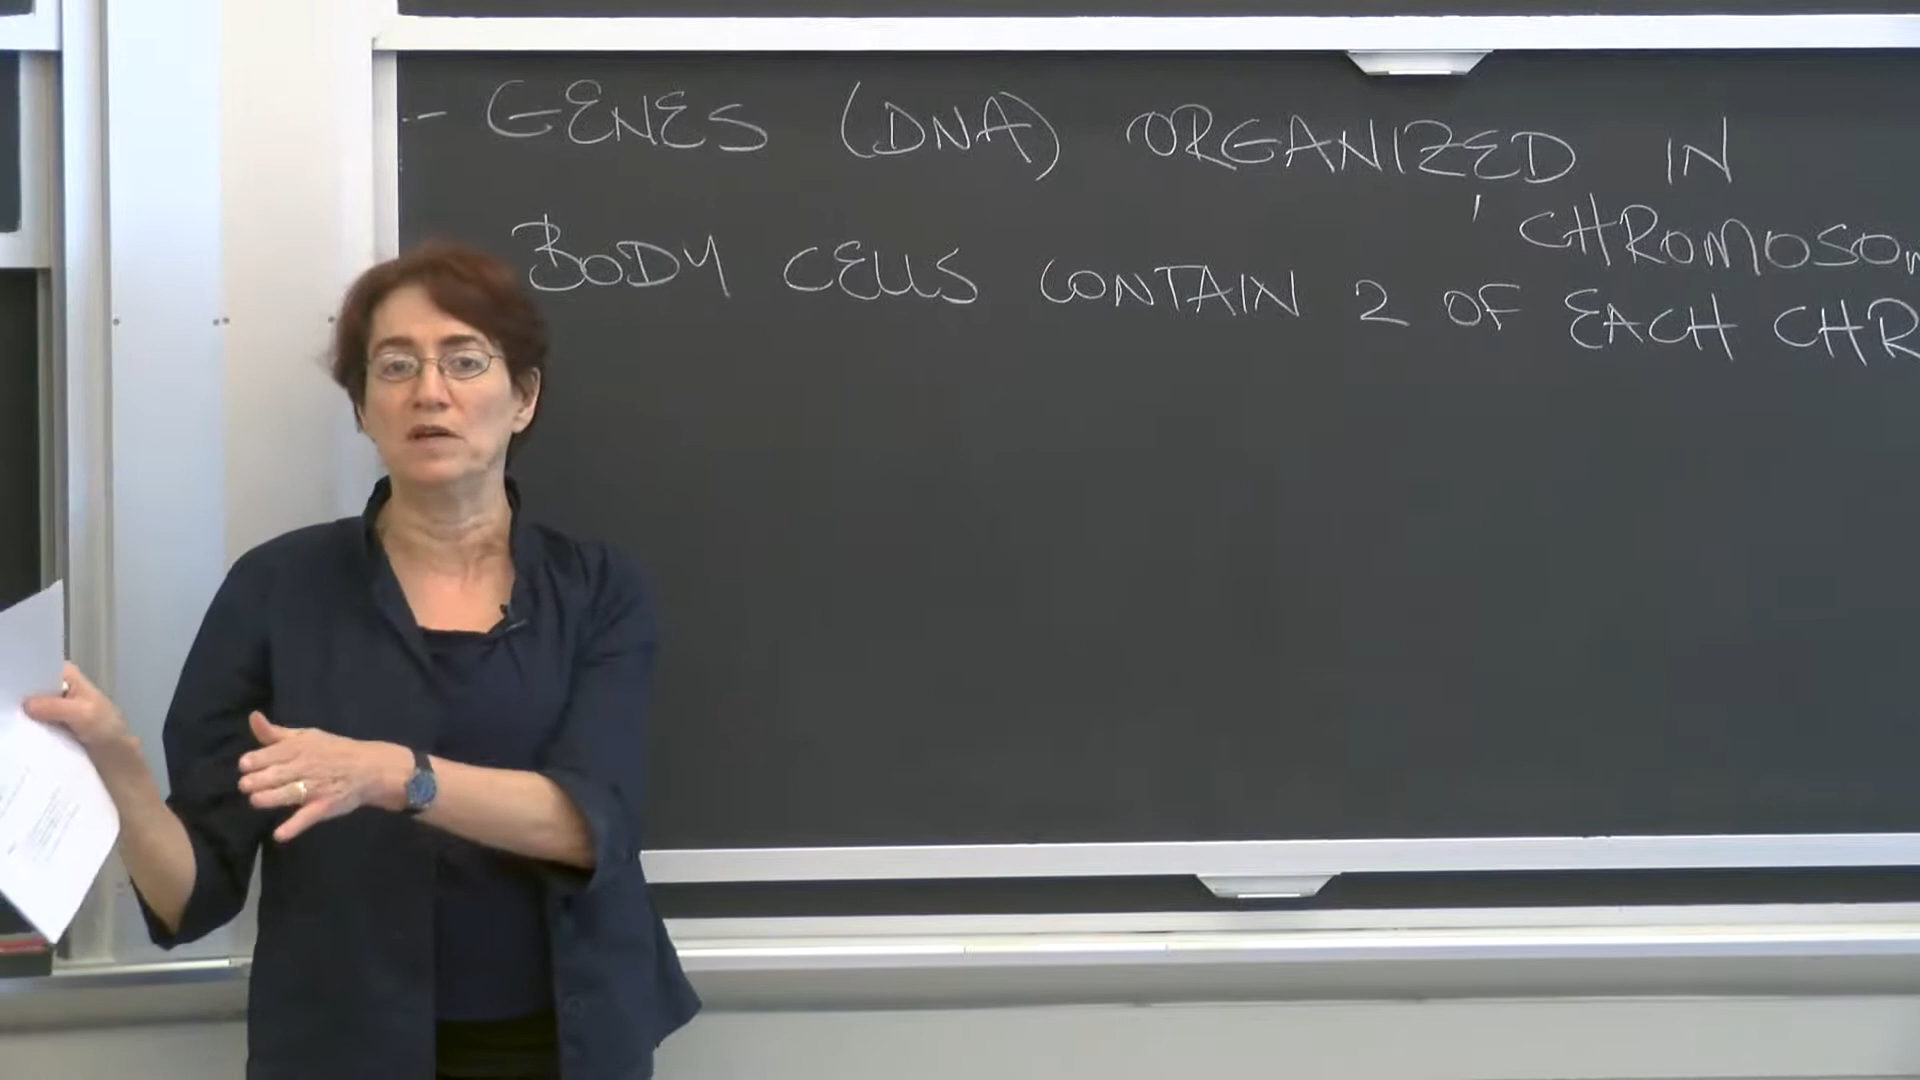 - GENES (DNA) ORGANIZED IN
CHROMOSOM
BODY CELLS CONTAIN 2 OF EACH CHR